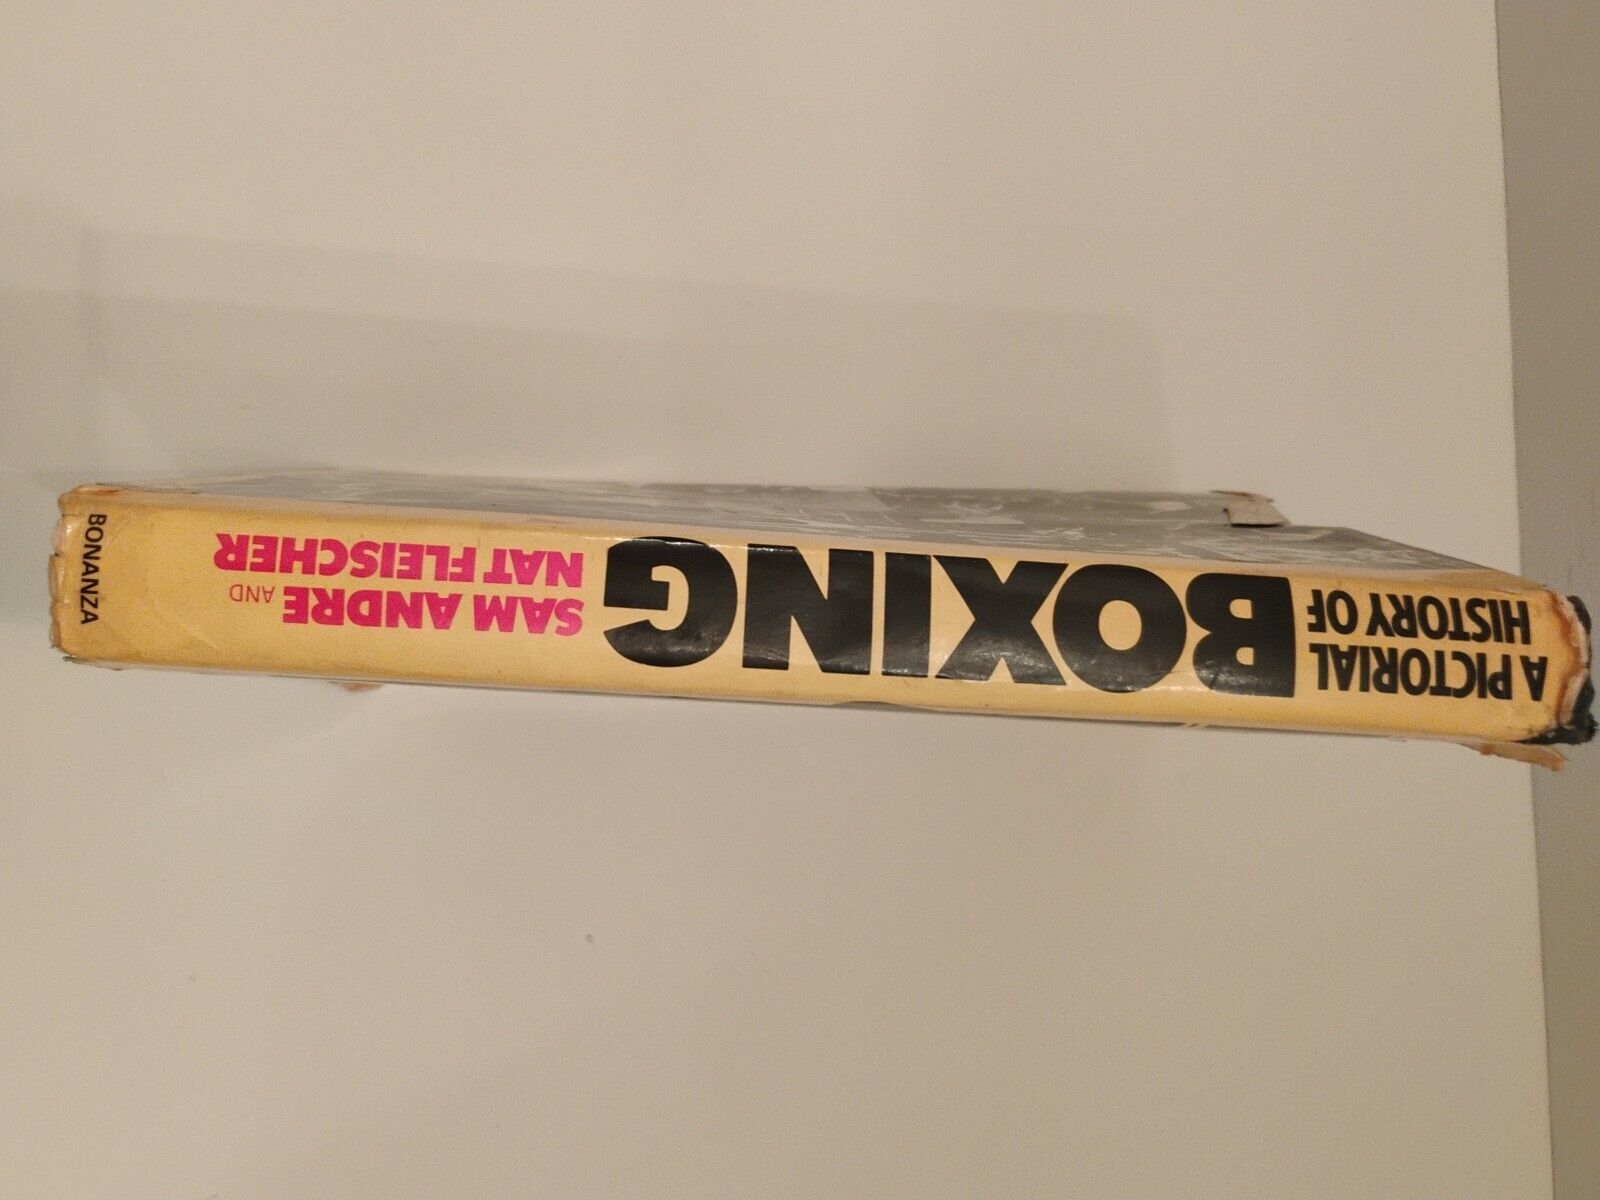 A PICTORIAL
HISTORY OF
BOXING
SAM ANDRE AND
NAT FLEISCHER
BONANZA